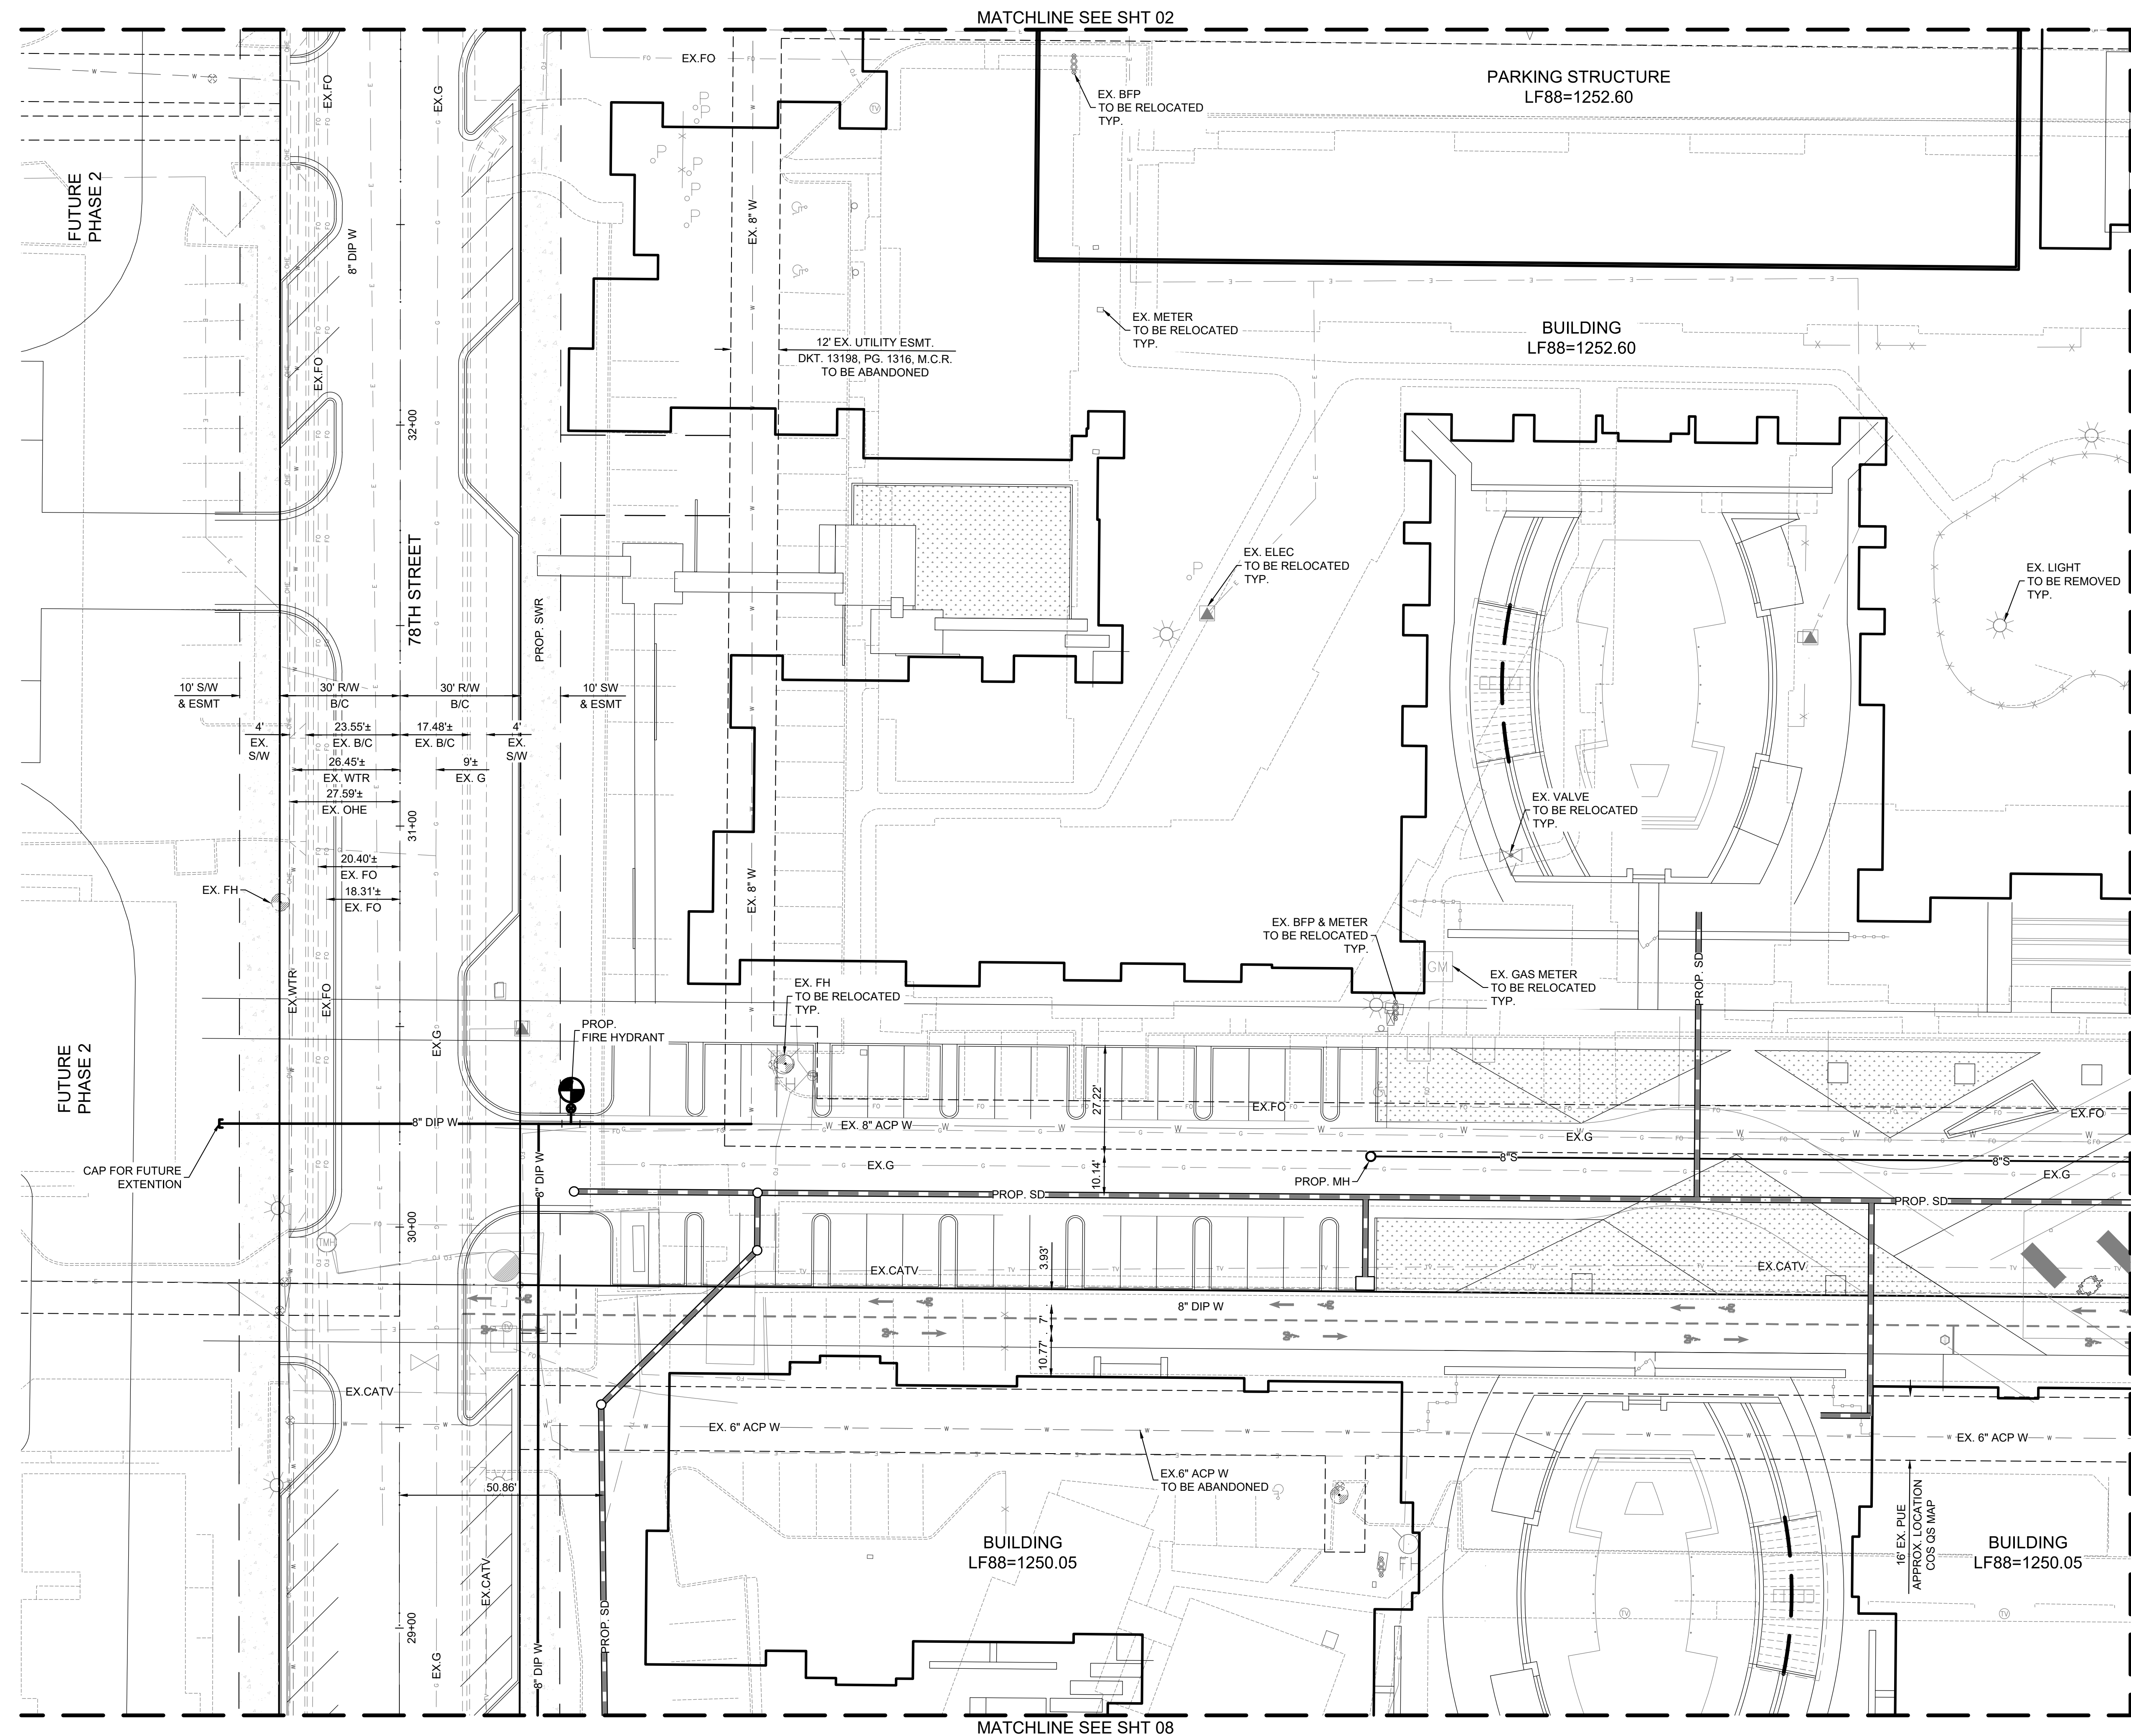 MATCHLINE SEE SHT 02
EX.FO
EX.G
EX.FO
EX. BFP
TO BE RELOCATED
TYP.
PARKING STRUCTURE
LF88=1252.60
FUTURE
PHASE 2
8" DIP W
EX. 8" W
EX. METER
TO BE RELOCATED
TYP.
BUILDING
LF88=1252.60
12' EX. UTILITY ESMT.
DKT. 13198, PG. 1316, M.C.R.
TO BE ABANDONED
EX.FO
32+00
78TH STREET
PROP. SWR
EX. ELEC
TO BE RELOCATED
TYP.
EX. LIGHT
TO BE REMOVED
TYP.
10' S/W
& ESMT
30' R/W
B/C
30' R/W
B/C
10' SW
& ESMT
4'
EX.
S/W
23.55'±
EX. B/C
17.48'±
EX. B/C
4'
EX.
S/W
26.45'±
EX. WTR
9'±
EX. G
27.59'±
EX. OHE
31+00
EX. VALVE
TO BE RELOCATED
TYP.
20.40'±
EX. FO
18.31'±
EX. FO
EX. FH
EX. 8" W
EX. BFP & METER
TO BE RELOCATED
TYP.
GM
EX. GAS METER
TO BE RELOCATED
TYP.
PROP. SD
EX. FH
TO BE RELOCATED
TYP.
EX.WTR
EX.FO
EX.G
PROP.
FIRE HYDRANT
FUTURE
PHASE 2
27.22'
EX.FO
EX.FO
8" DIP W
EX. 8" ACP W
EX.G
CAP FOR FUTURE
EXTENTION
8" DIP W
EX.G
10.14'
PROP. MH
8"S
8"S
EX.G
PROP. SD
PROP. SD
30+00
TMH
3.93'
EX.CATV
EX.CATV
8" DIP W
7'
10.77'
EX.CATV
EX. 6" ACP W
EX. 6" ACP W
EX.6" ACP W
TO BE ABANDONED
50.86'
16' EX. PUE
APPROX. LOCATION
COS QS MAP
BUILDING
LF88=1250.05
BUILDING
LF88=1250.05
EX.CATV
29+00
EX.G
8" DIP W
PROP. SD
MATCHLINE SEE SHT 08